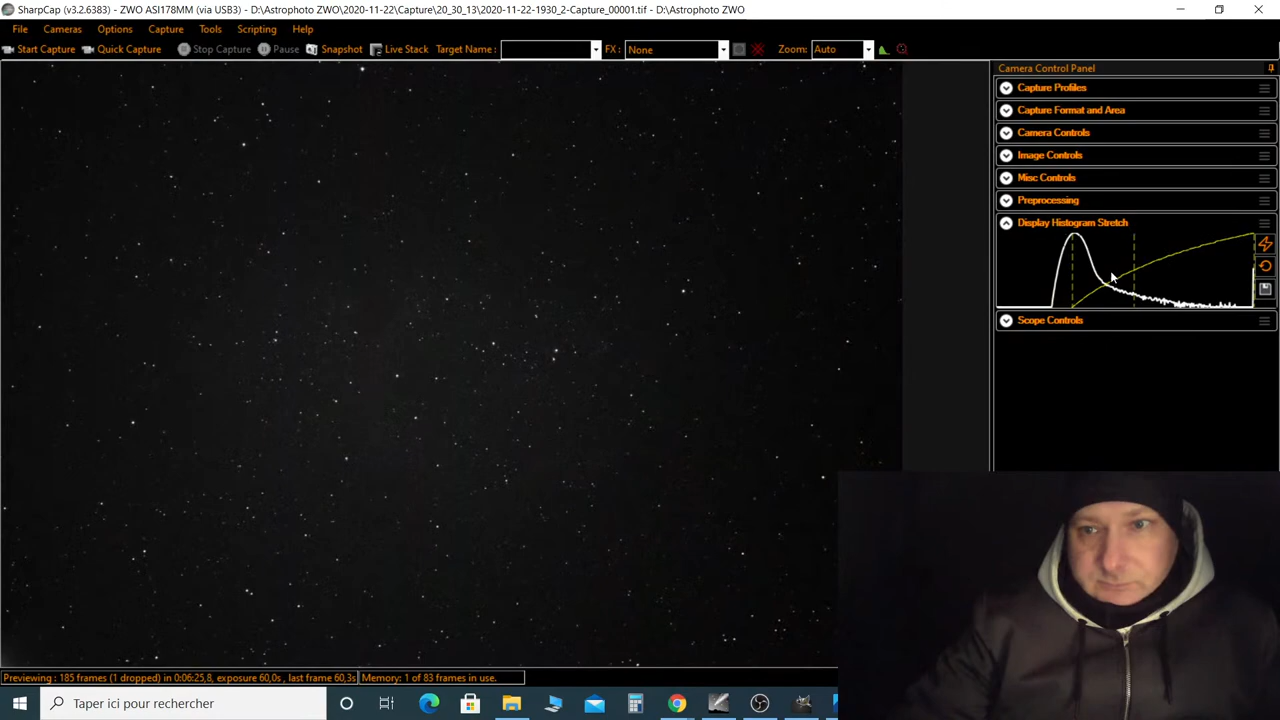 SharpCap (v3.2.6383) - ZWO ASI178MM (via USB3) - D:\Astrophoto ZWO\2020-11-22\Capture\20_30_13\2020-11-22-1930_2-Capture_00001.tif - D:\Astrophoto ZWO
File Cameras Options Capture Tools Scripting Help
Start Capture Quick Capture Stop Capture Pause Snapshot Live Stack Target Name : FX : None Zoom: Auto
Camera Control Panel
Capture Profiles
Capture Format and Area
Camera Controls
Image Controls
Misc Controls
Preprocessing
Display Histogram Stretch
Scope Controls
Previewing : 185 frames (1 dropped) in 0:06:25,8, exposure 60,0s , last frame 60,3s Memory: 1 of 83 frames in use.
Taper ici pour rechercher